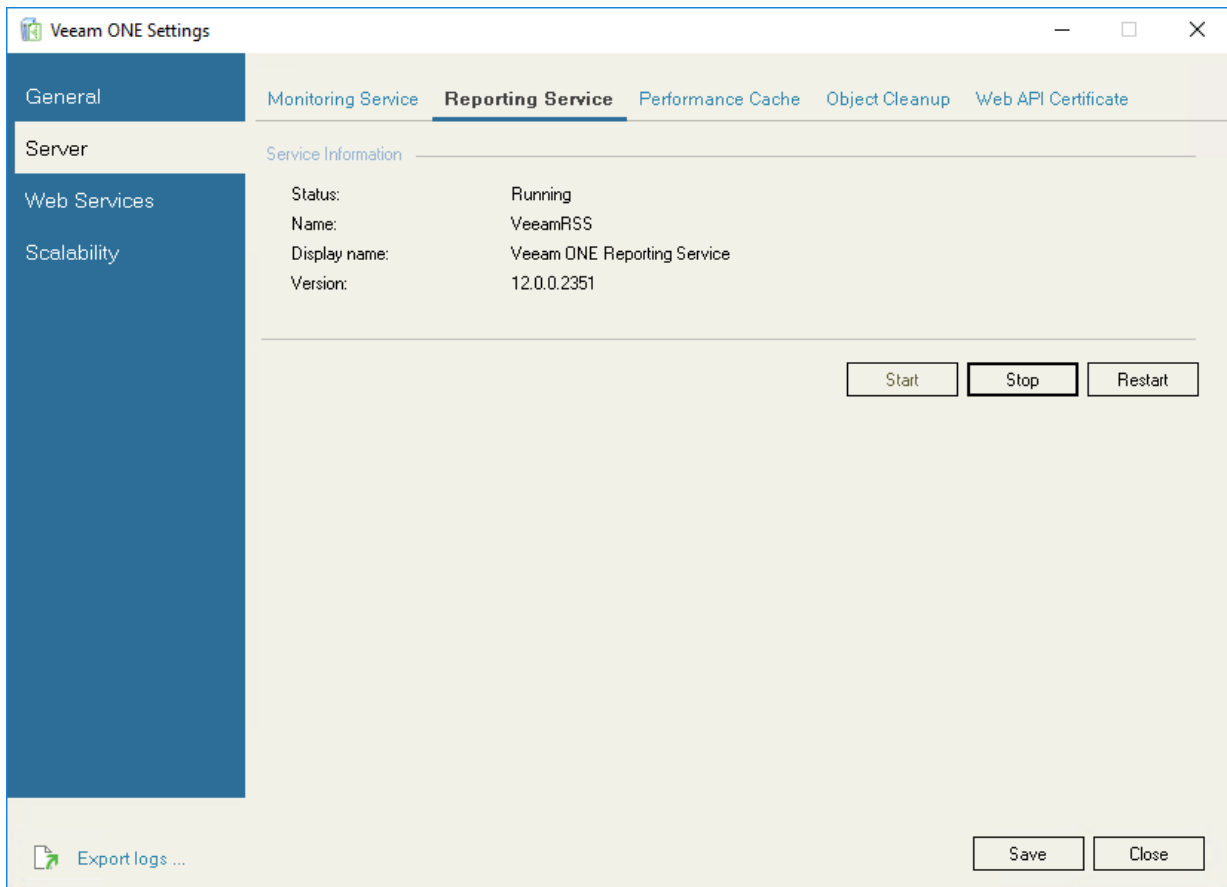 Veeam ONE Settings
General
Server
Web Services
Scalability
Monitoring Service Reporting Service Performance Cache Object Cleanup Web API Certificate
Service Information
Status: Running
Name: VeeamRSS
Display name: Veeam ONE Reporting Service
Version: 12.0.0.2351
Start Stop Restart
Export logs ...
Save Close